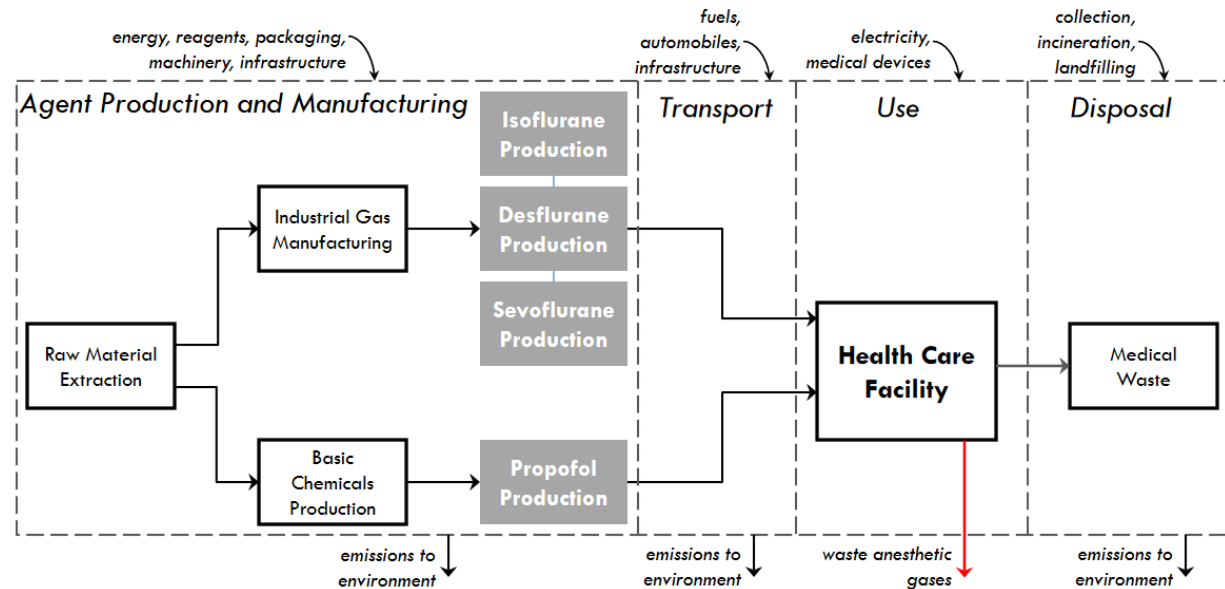 energy, reagents, packaging,
machinery, infrastructure
fuels,
automobiles,
infrastructure
electricity,
medical devices
collection,
incineration,
landfilling
Agent Production and Manufacturing
Transport
Use
Disposal
Isoflurane
Production
Industrial Gas
Manufacturing
Desflurane
Production
Sevoflurane
Production
Raw Material
Extraction
Health Care
Facility
Medical
Waste
Basic
Chemicals
Production
Propofol
Production
emissions to
environment
emissions to
environment
waste anesthetic
gases
emissions to
environment